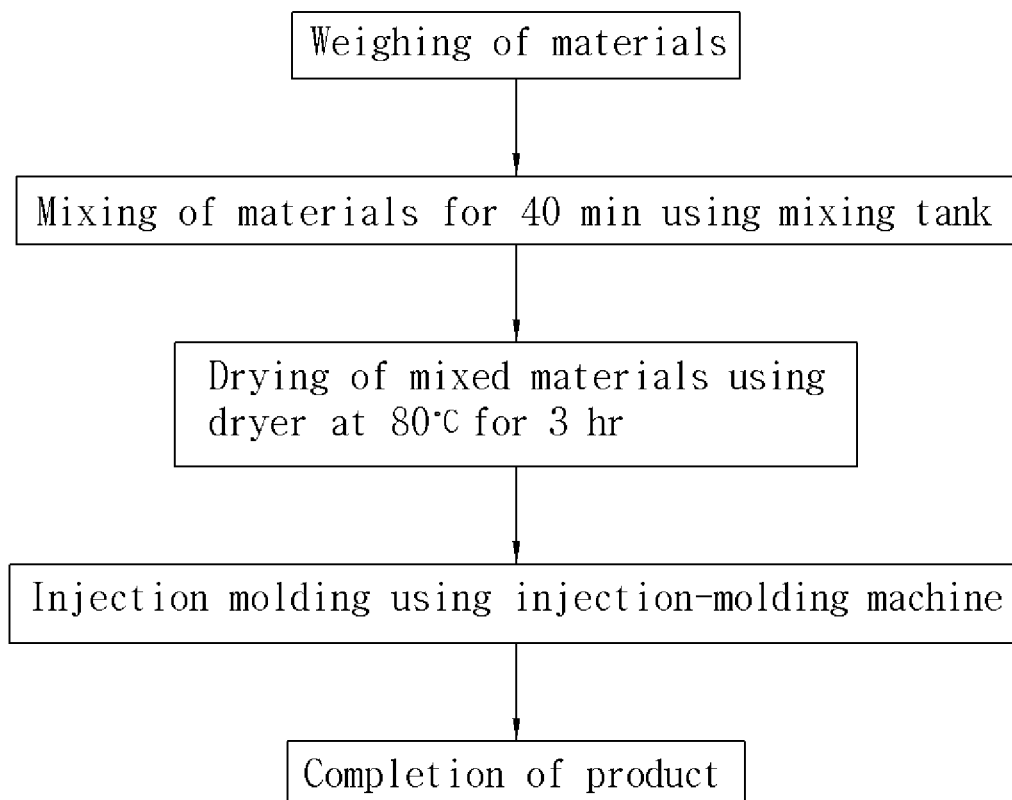 Weighing of materials
Mixing of materials for 40 min using mixing tank
Drying of mixed materials using
dryer at 80℃ for 3 hr
Injection molding using injection-molding machine
Completion of product